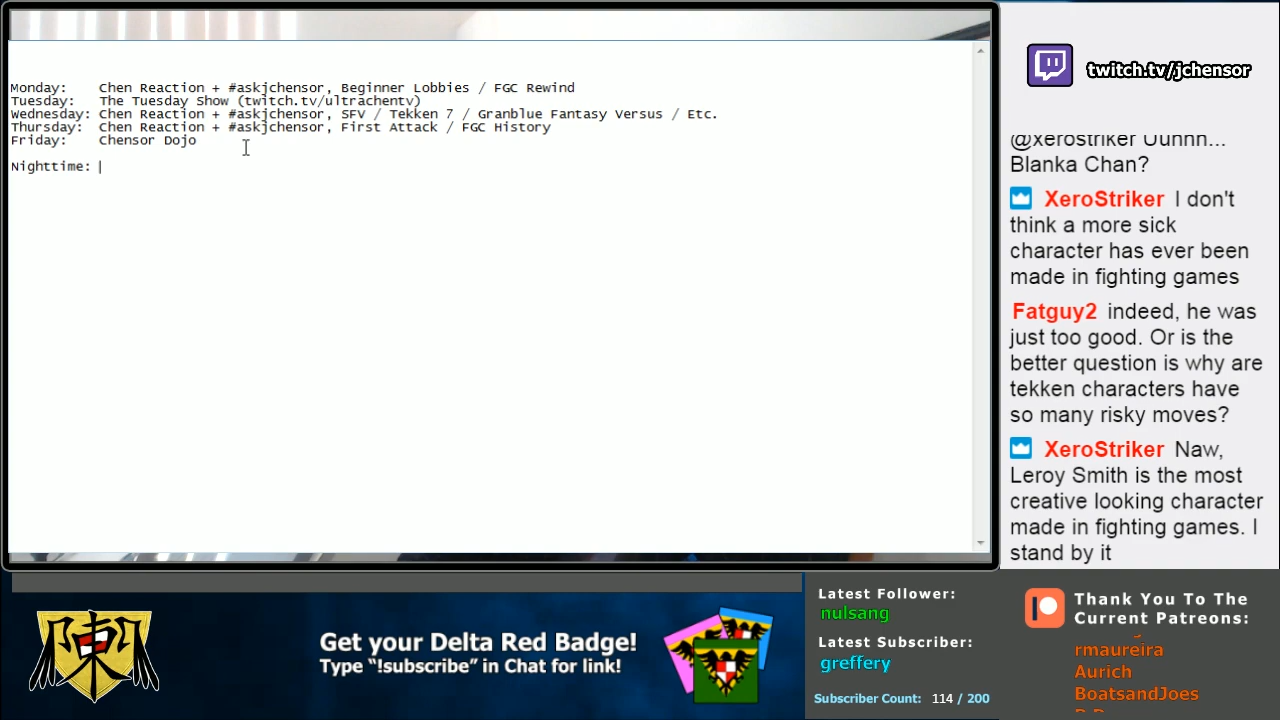 Monday: Chen Reaction + #askjchensor, Beginner Lobbies / FGC Rewind
Tuesday: The Tuesday Show (twitch.tv/ultrachentv)
Wednesday: Chen Reaction + #askjchensor, SFV / Tekken 7 / Granblue Fantasy Versus / Etc.
Thursday: Chen Reaction + #askjchensor, First Attack / FGC History
Friday: Chensor Dojo
Nighttime:
twitch.tv/jchensor
@xerostriker Uuhhh...
Blanka Chan?
XeroStriker I don't
think a more sick
character has ever been
made in fighting games
Fatguy2 indeed, he was
just too good. Or is the
better question is why are
tekken characters have
so many risky moves?
XeroStriker Naw,
Leroy Smith is the most
creative looking character
made in fighting games. I
stand by it
陳
Get your Delta Red Badge!
Type "!subscribe" in Chat for link!
Latest Follower:
nulsang
Latest Subscriber:
greffery
Subscriber Count: 114 / 200
Thank You To The
Current Patreons:
rmaureira
Aurich
BoatsandJoes